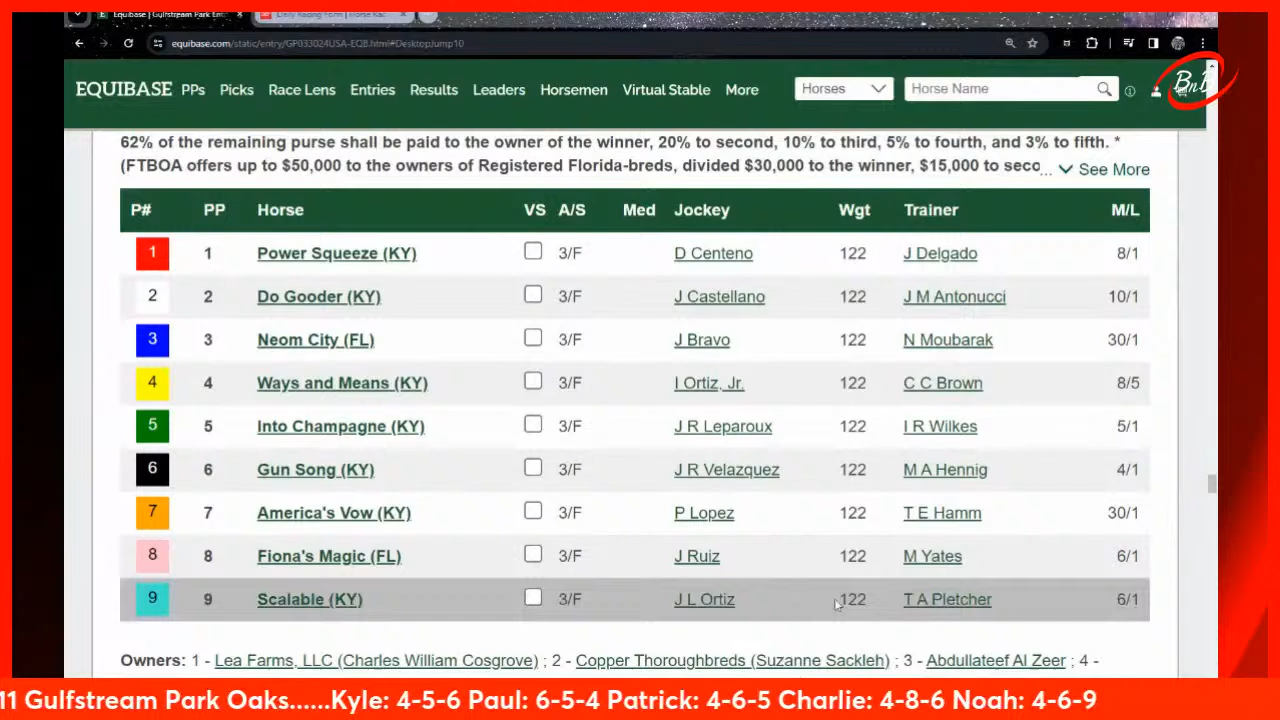 Equibase | Gulfstream Park Ent
Daily Racing Form | Horse Rac
equibase.com/static/entry/GP033024USA-EQB.html#DesktopJump10
EQUIBASE PPs Picks Race Lens Entries Results Leaders Horsemen Virtual Stable More Horses Horse Name
BnB
62% of the remaining purse shall be paid to the owner of the winner, 20% to second, 10% to third, 5% to fourth, and 3% to fifth. *
(FTBOA offers up to $50,000 to the owners of Registered Florida-breds, divided $30,000 to the winner, $15,000 to seco... See More
P# PP Horse VS A/S Med Jockey Wgt Trainer M/L
1 1 Power Squeeze (KY) 3/F D Centeno 122 J Delgado 8/1
2 2 Do Gooder (KY) 3/F J Castellano 122 J M Antonucci 10/1
3 3 Neom City (FL) 3/F J Bravo 122 N Moubarak 30/1
4 4 Ways and Means (KY) 3/F I Ortiz, Jr. 122 C C Brown 8/5
5 5 Into Champagne (KY) 3/F J R Leparoux 122 I R Wilkes 5/1
6 6 Gun Song (KY) 3/F J R Velazquez 122 M A Hennig 4/1
7 7 America's Vow (KY) 3/F P Lopez 122 T E Hamm 30/1
8 8 Fiona's Magic (FL) 3/F J Ruiz 122 M Yates 6/1
9 9 Scalable (KY) 3/F J L Ortiz 122 T A Pletcher 6/1
Owners: 1 - Lea Farms, LLC (Charles William Cosgrove) ; 2 - Copper Thoroughbreds (Suzanne Sackleh) ; 3 - Abdullateef Al Zeer ; 4 -
11 Gulfstream Park Oaks......Kyle: 4-5-6 Paul: 6-5-4 Patrick: 4-6-5 Charlie: 4-8-6 Noah: 4-6-9